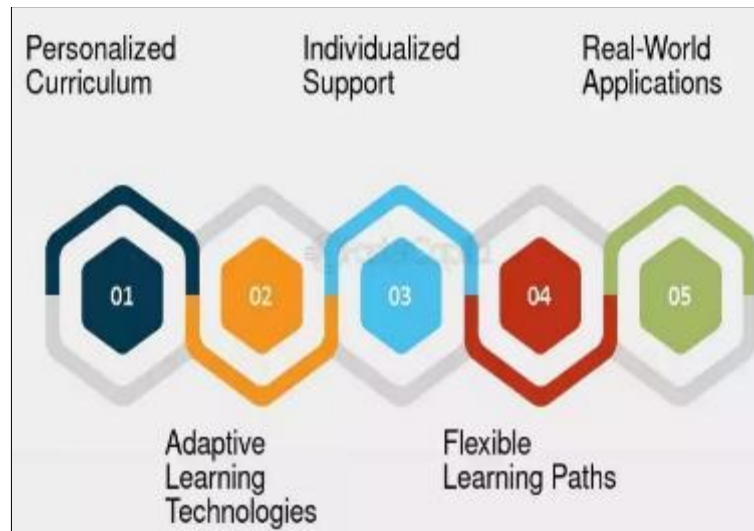 Personalized
Curriculum
Individualized
Support
Real-World
Applications
01
02
03
04
05
Adaptive
Learning
Technologies
Flexible
Learning Paths